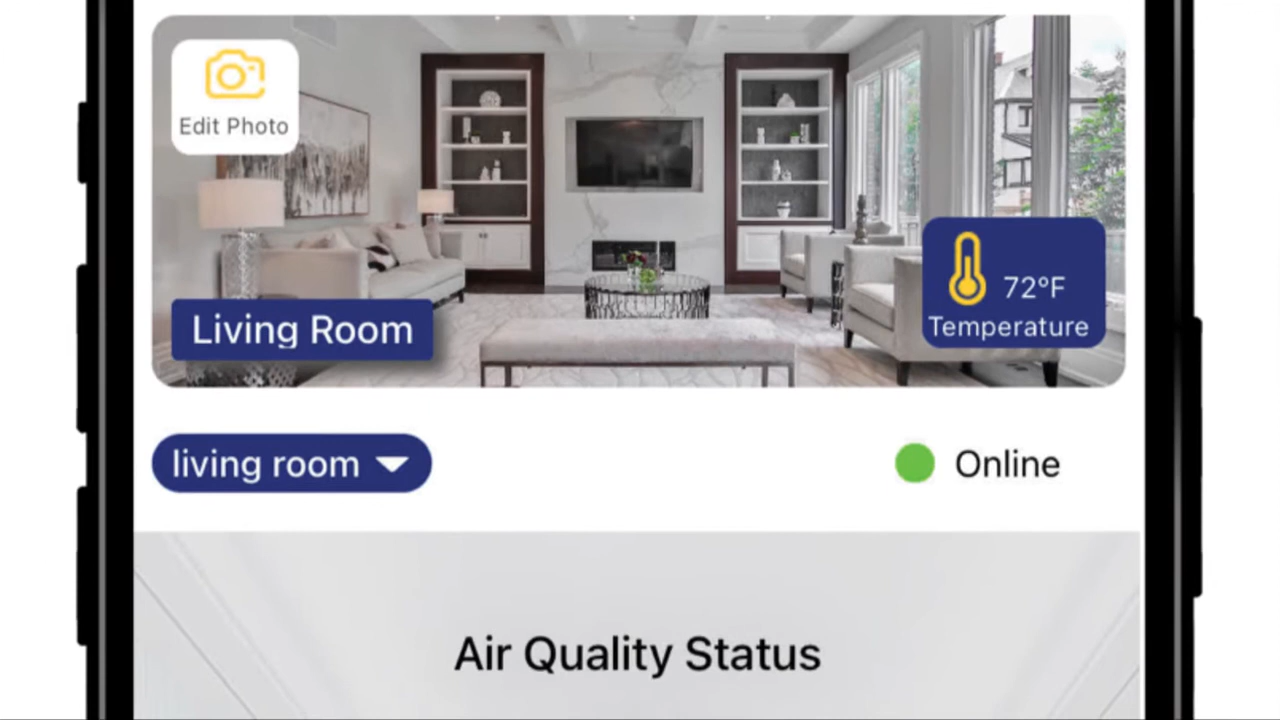 Edit Photo
72°F
Temperature
Living Room
living room
Online
Air Quality Status